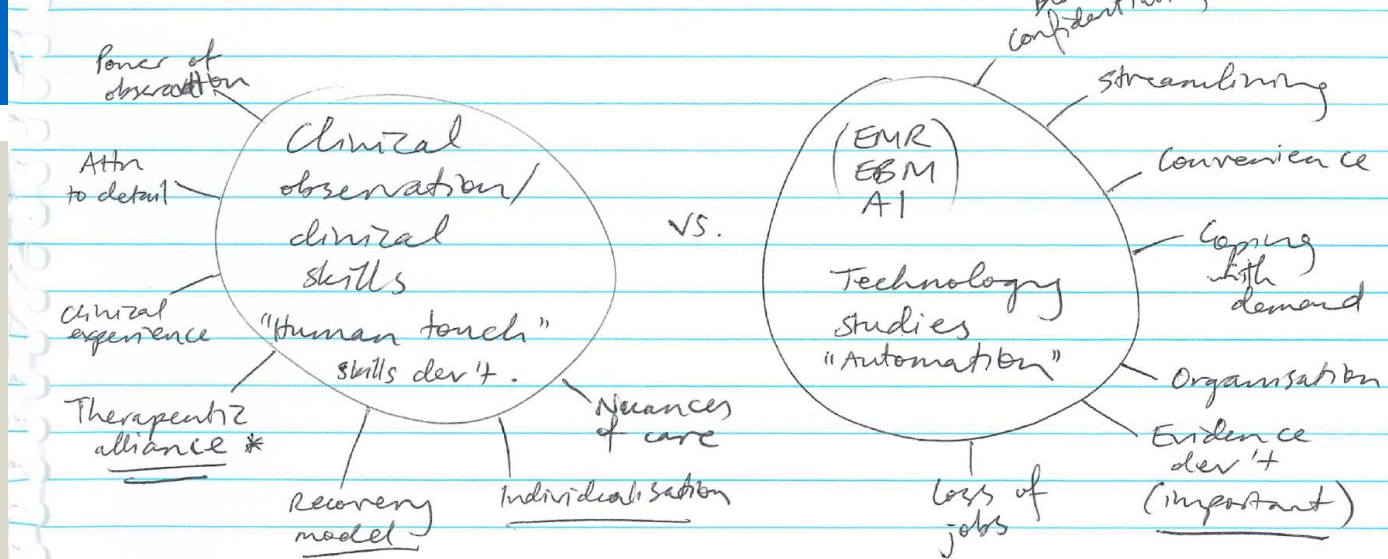 confidentiality
Power of
observation
Attn
to detail
Clinical
experience
Therapeutic
alliance *
Recovery
model
Individualisation
Nuances
of care
Clinical
observation/
clinical
skills
"Human touch"
skills dev't.
vs.
(EMR
EBM
AI)
Technology
studies
"Automation"
streamlining
Convenience
Coping
with
demand
Organisation
Evidence
dev't
(important)
Loss of
jobs